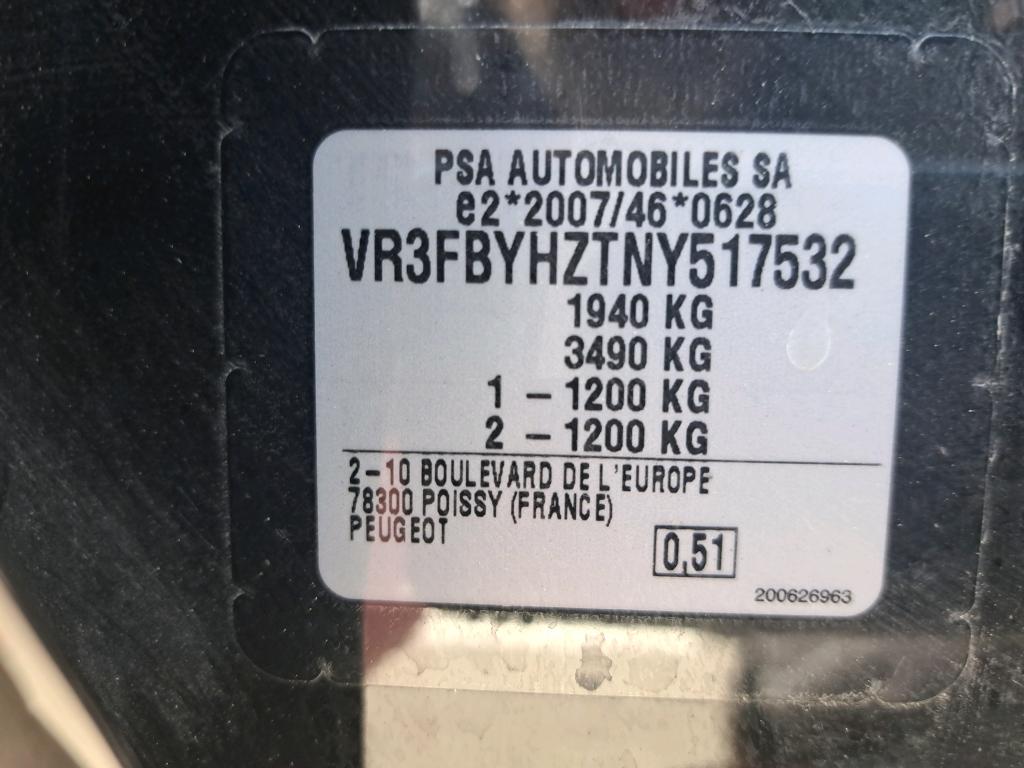 PSA AUTOMOBILES SA
e2*2007/46*0628
VR3FBYHZTNY517532
1940 KG
3490 KG
1 - 1200 KG
2 - 1200 KG
2-10 BOULEVARD DE L'EUROPE
78300 POISSY (FRANCE)
PEUGEOT
0,51
200626963